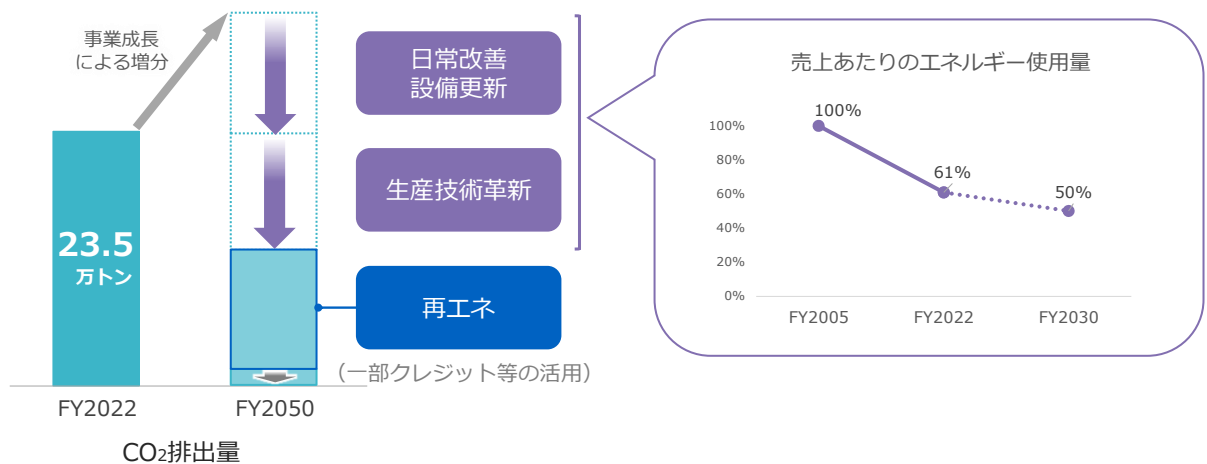 事業成長
による増分
23.5
万トン
FY2022
FY2050
CO₂排出量
日常改善
設備更新
生産技術革新
再エネ
（一部クレジット等の活用）
売上あたりのエネルギー使用量
100%
80%
60%
40%
20%
0%
100%
61%
50%
FY2005
FY2022
FY2030